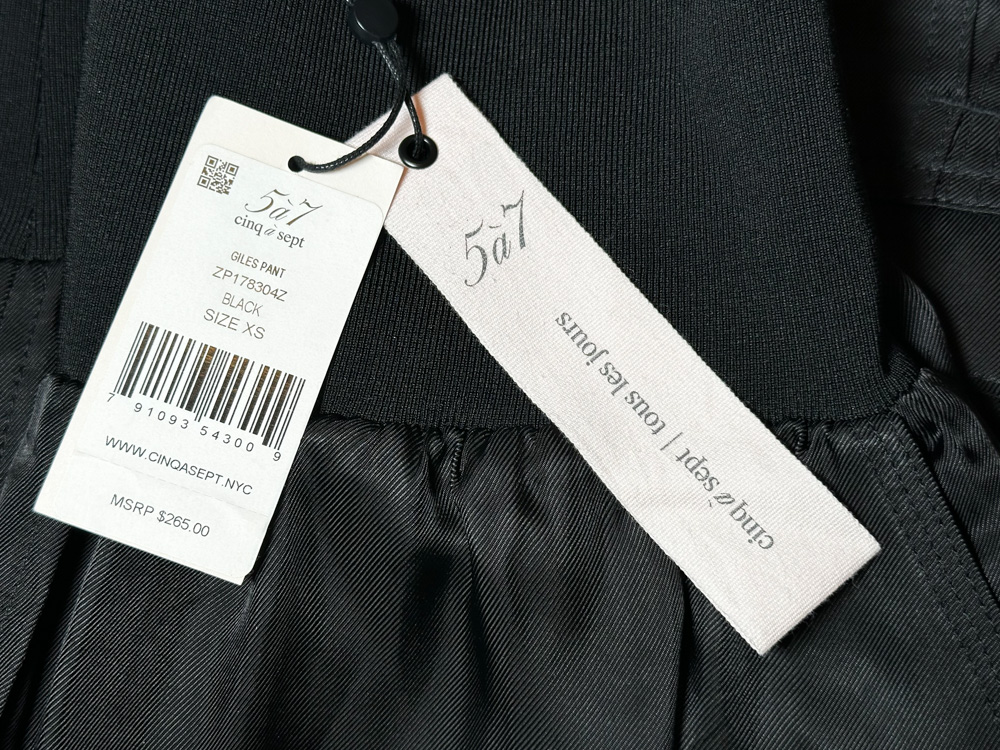 5à7
cinq à sept
GILES PANT
ZP178304Z
BLACK
SIZE XS
7 91093 54300 9
WWW.CINQASEPT.NYC
MSRP $265.00
5à7
cinq à sept | tous les jours